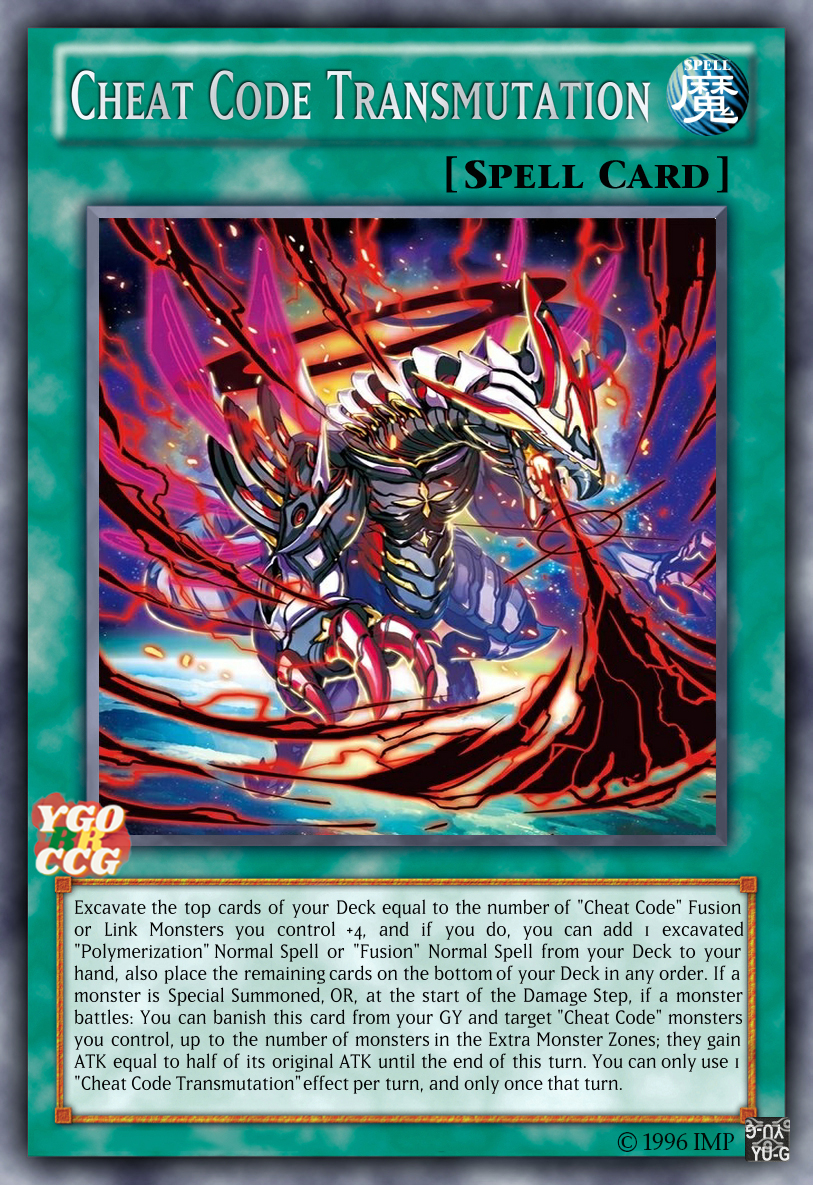 CHEAT CODE TRANSMUTATION
SPELL
魔
[SPELL CARD]
YGO
BR
CCG
Excavate the top cards of your Deck equal to the number of "Cheat Code" Fusion
or Link Monsters you control +4, and if you do, you can add 1 excavated
"Polymerization" Normal Spell or "Fusion" Normal Spell from your Deck to your
hand, also place the remaining cards on the bottom of your Deck in any order. If a
monster is Special Summoned, OR, at the start of the Damage Step, if a monster
battles: You can banish this card from your GY and target "Cheat Code" monsters
you control, up to the number of monsters in the Extra Monster Zones; they gain
ATK equal to half of its original ATK until the end of this turn. You can only use 1
"Cheat Code Transmutation" effect per turn, and only once that turn.
© 1996 IMP
YU-G
YU-G